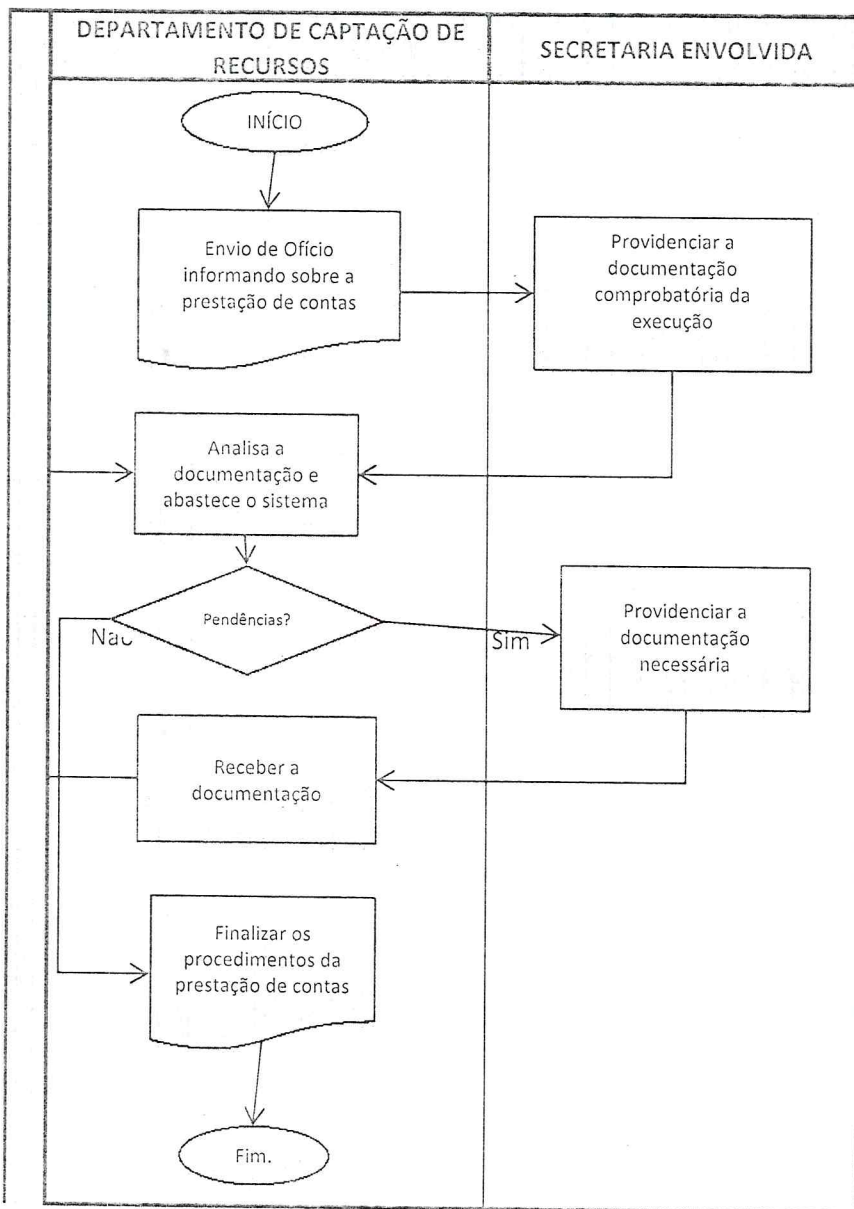 DEPARTAMENTO DE CAPTAÇÃO DE
RECURSOS
SECRETARIA ENVOLVIDA
INÍCIO
Envio de Ofício
informando sobre a
prestação de contas
Providenciar a
documentação
comprobatória da
execução
Analisa a
documentação e
abastece o sistema
Pendências?
Não
Sim
Providenciar a
documentação
necessária
Receber a
documentação
Finalizar os
procedimentos da
prestação de contas
Fim.